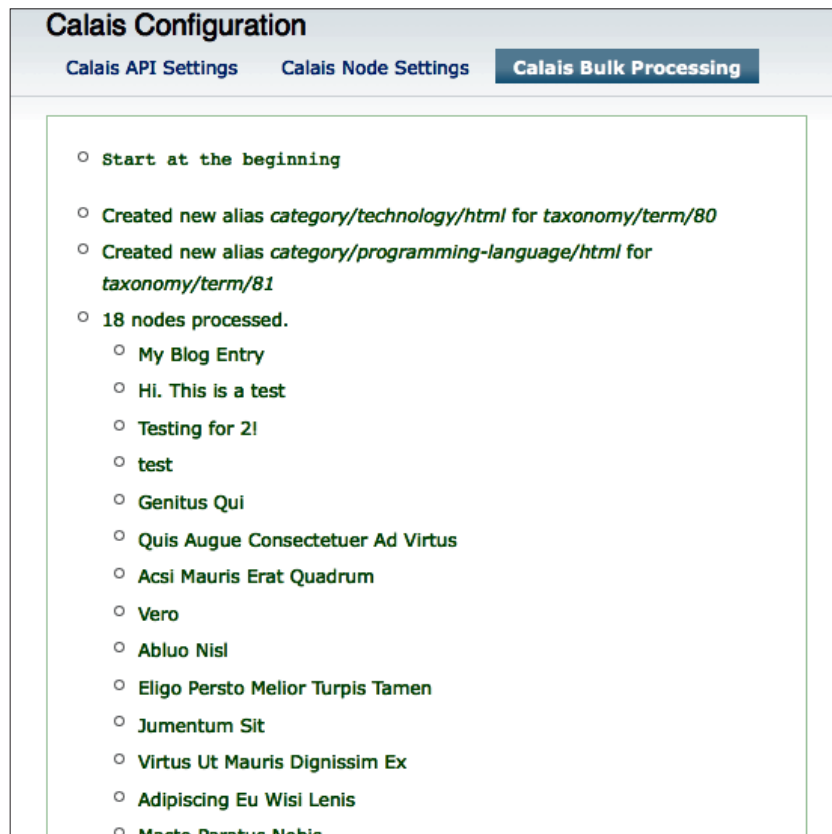 Calais Configuration
Calais API Settings Calais Node Settings Calais Bulk Processing
Start at the beginning
Created new alias category/technology/html for taxonomy/term/80
Created new alias category/programming-language/html for
taxonomy/term/81
18 nodes processed.
My Blog Entry
Hi. This is a test
Testing for 2!
test
Genitus Qui
Quis Augue Consectetuer Ad Virtus
Acsi Mauris Erat Quadrum
Vero
Abluo Nisl
Eligo Persto Melior Turpis Tamen
Jumentum Sit
Virtus Ut Mauris Dignissim Ex
Adipiscing Eu Wisi Lenis